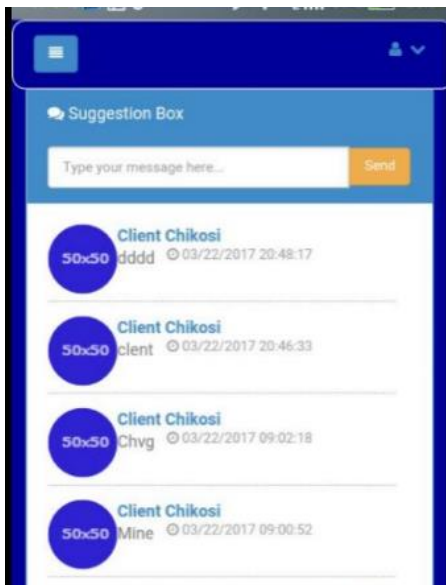 Suggestion Box
Type your message here...
Send
Client Chikosi
50x50 dddd 03/22/2017 20:48:17
Client Chikosi
50x50 clent 03/22/2017 20:46:33
Client Chikosi
50x50 Chvg 03/22/2017 09:02:18
Client Chikosi
50x50 Mine 03/22/2017 09:00:52